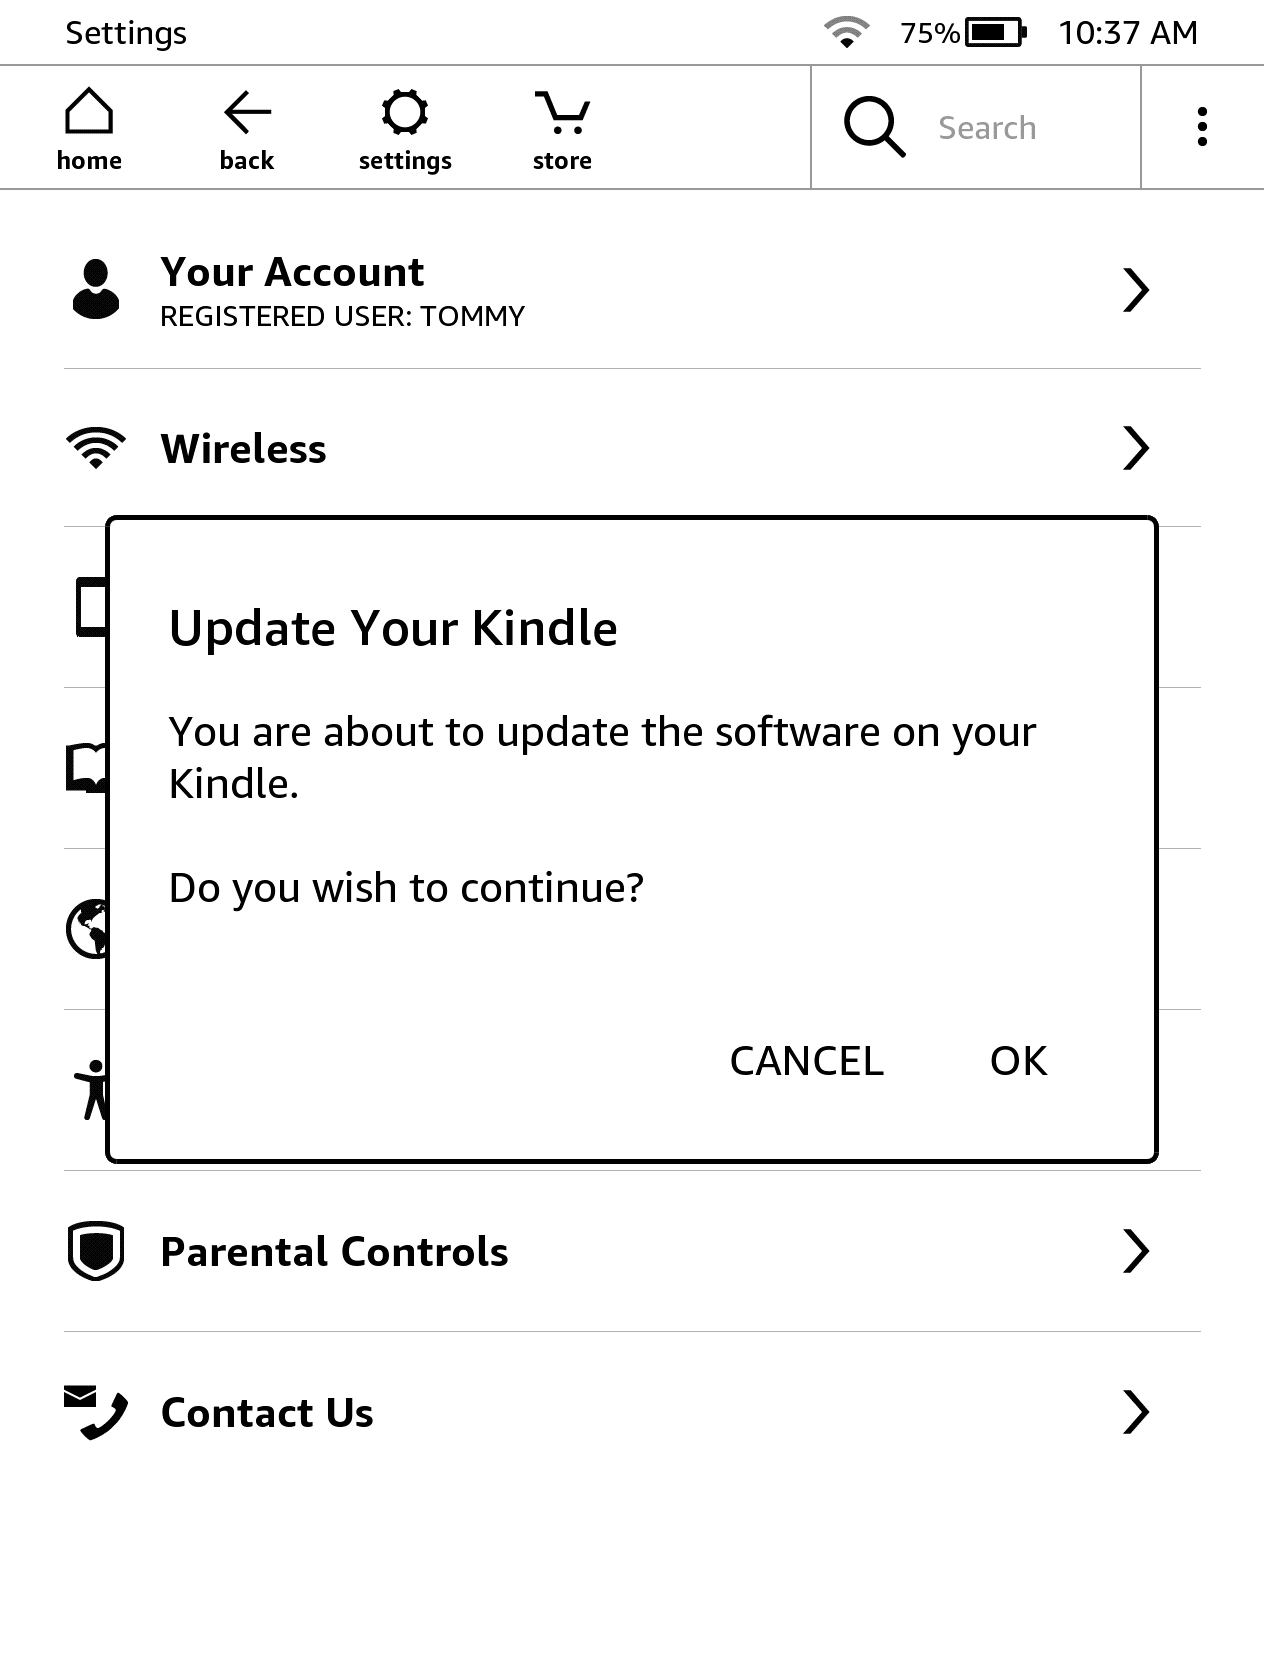 Settings
75%
10:37 AM
home
back
settings
store
Search
Your Account
REGISTERED USER: TOMMY
Wireless
Update Your Kindle
You are about to update the software on your
Kindle.
Do you wish to continue?
CANCEL
OK
Parental Controls
Contact Us